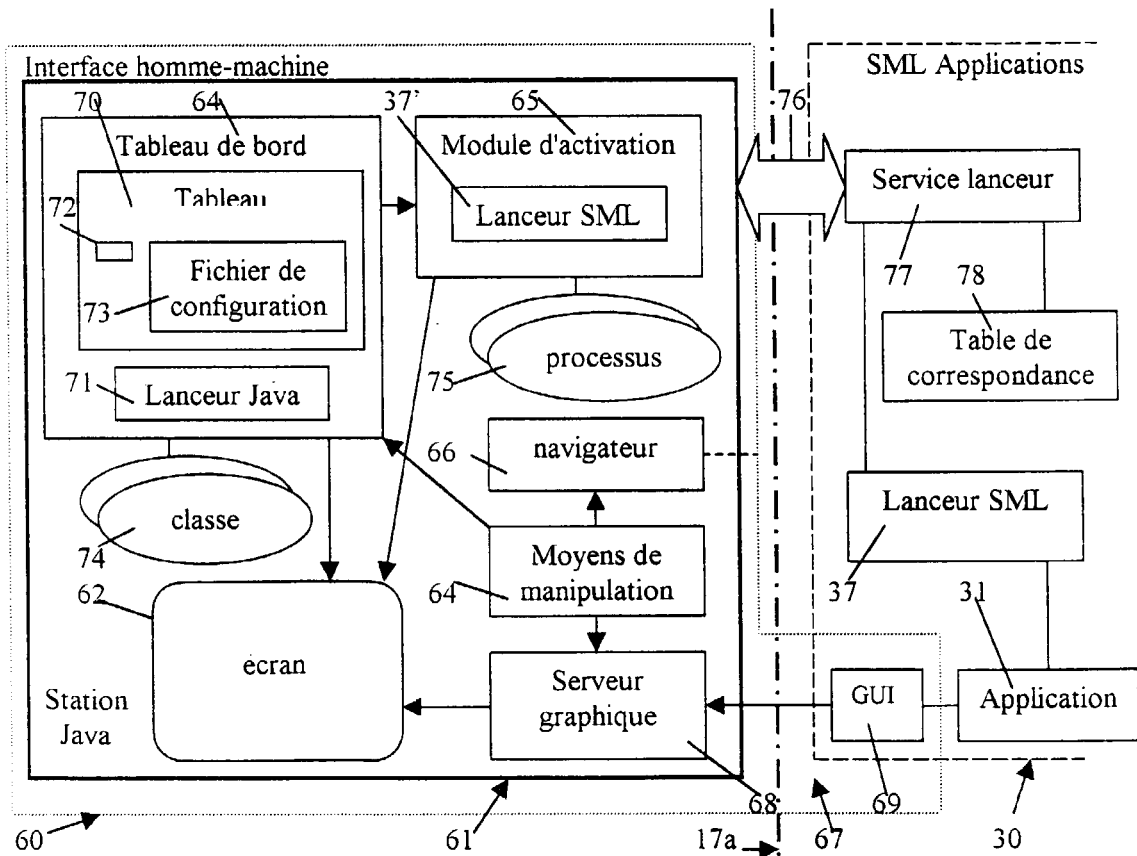 Interface homme-machine
SML Applications
70
64
37'
65
76
Tableau de bord
Module d'activation
Service lanceur
Tableau
72
Lanceur SML
Fichier de
configuration
73
77
78
Table de
correspondance
processus
75
71
Lanceur Java
navigateur
66
Lanceur SML
classe
74
Moyens de
manipulation
62
64
37
31
écran
Serveur
graphique
GUI
Application
Station
Java
68
69
60
61
17a
67
30